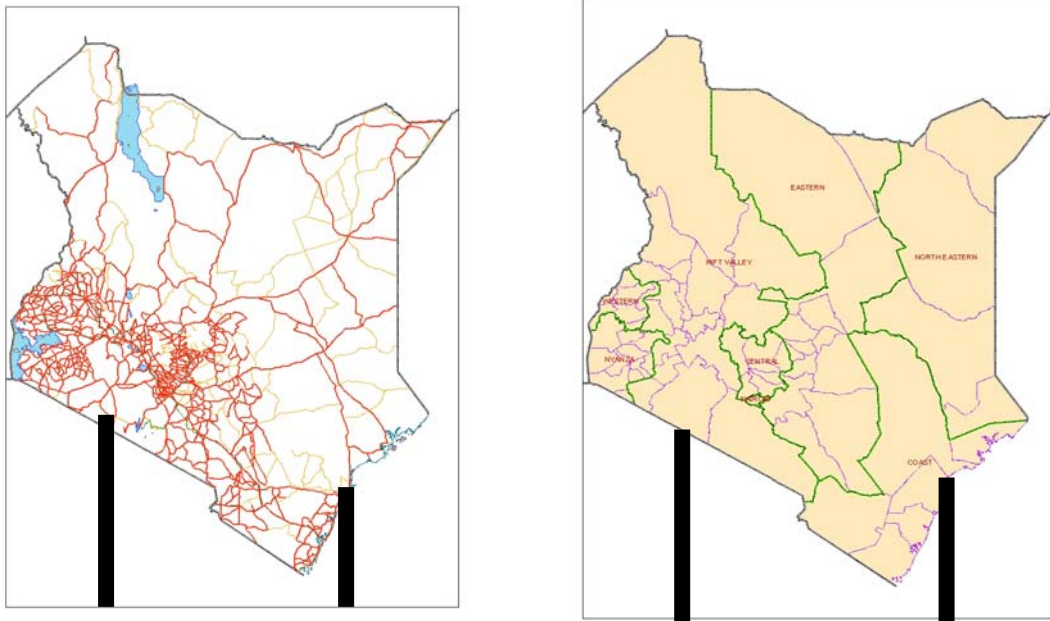 EASTERN
NORTH EASTERN
RIFT VALLEY
WESTERN
NYANZA
CENTRAL
COAST